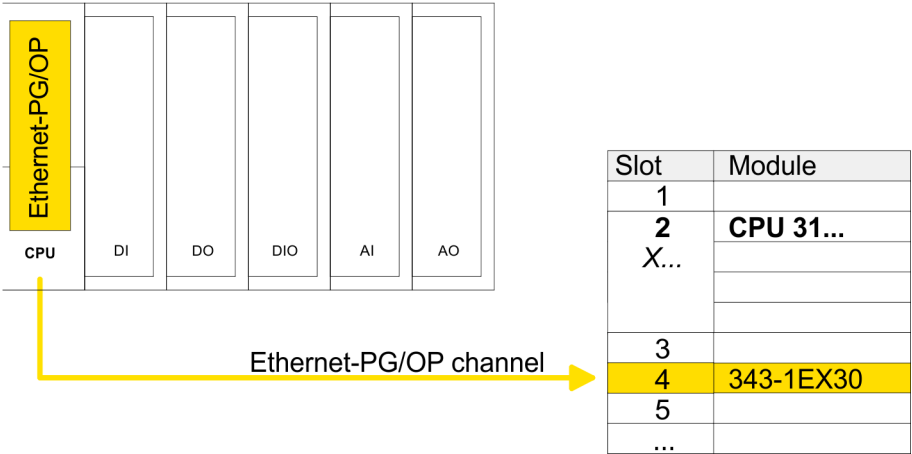 Ethernet-PG/OP
CPU
DI
DO
DIO
AI
AO
Ethernet-PG/OP channel
Slot Module
1
2 CPU 31...
X...
3
4 343-1EX30
5
...